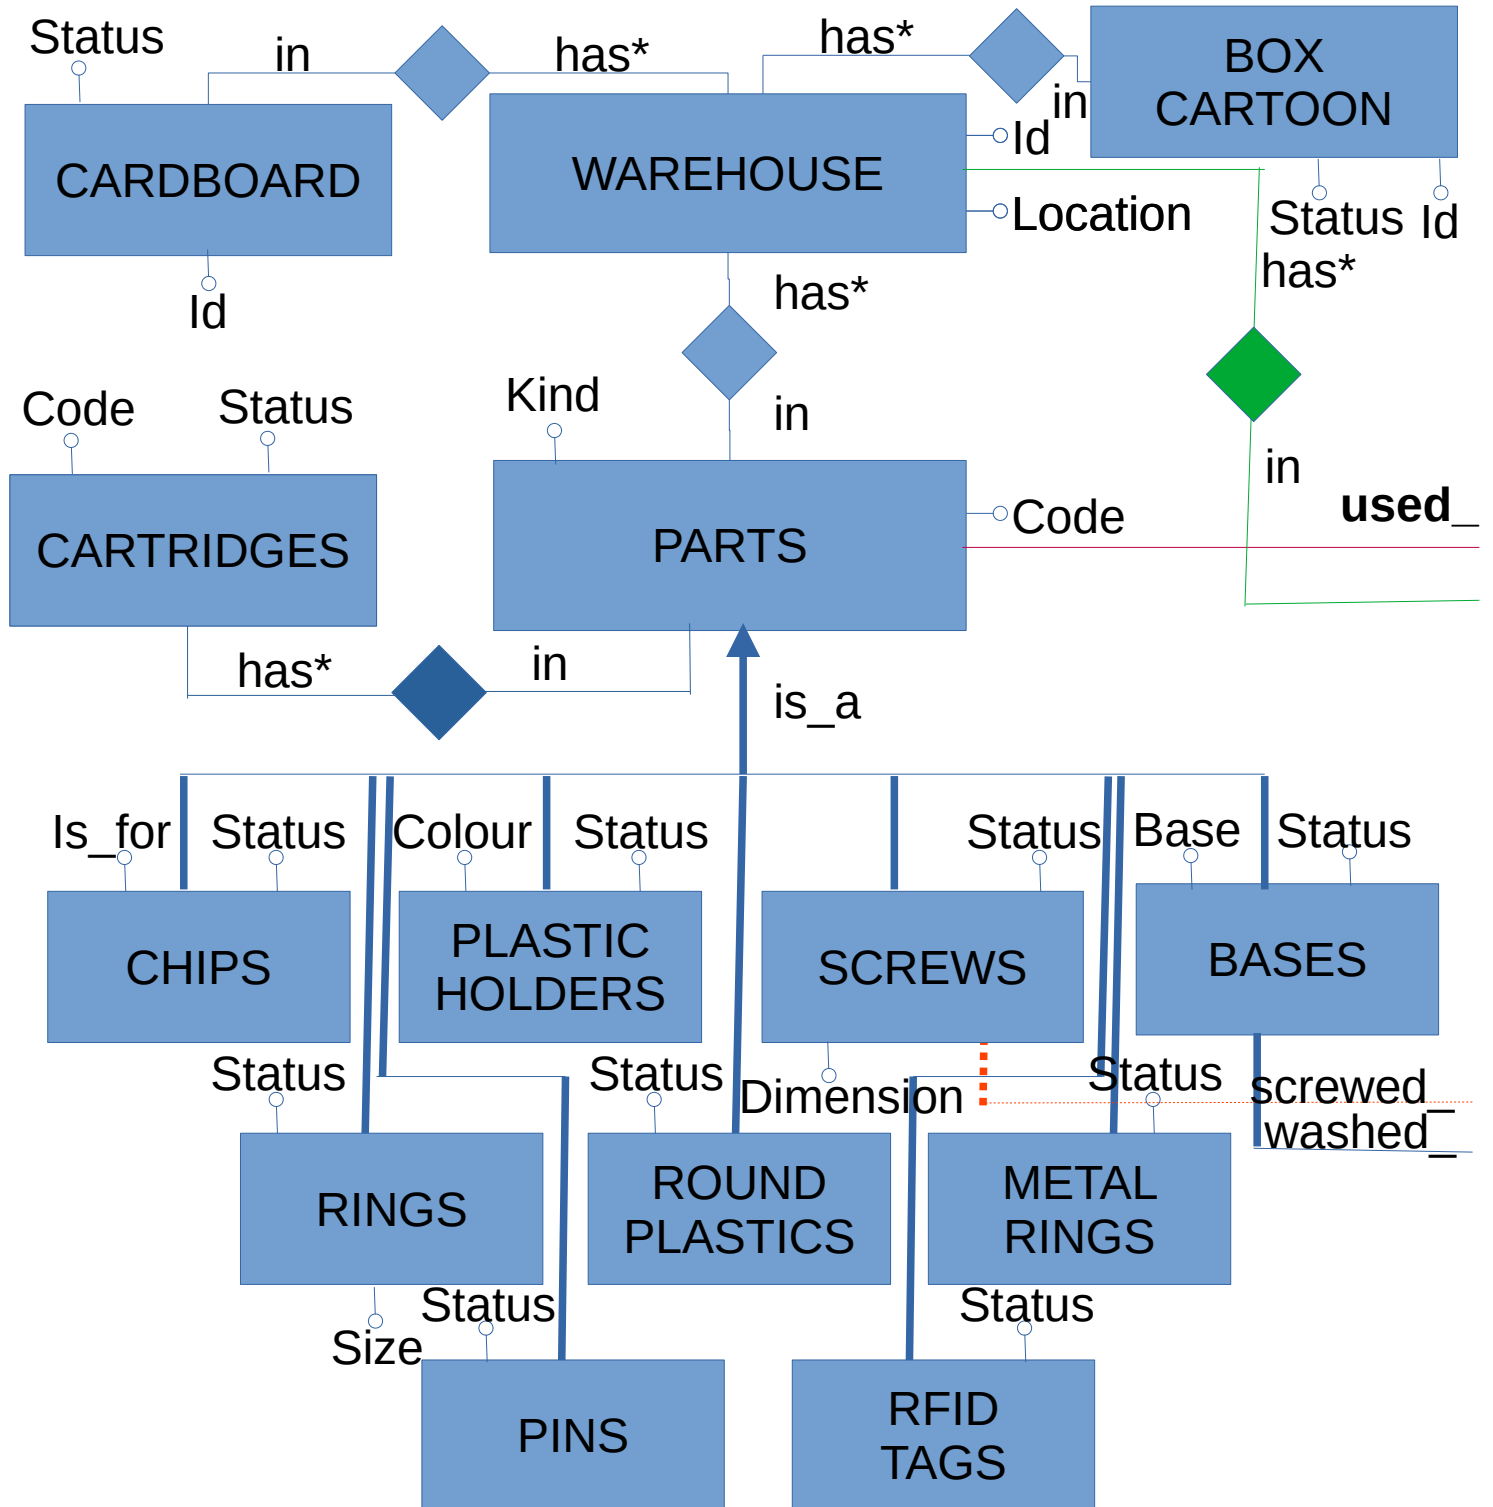 Status
in
has*
has*
BOX
CARTOON
in
Id
CARDBOARD
WAREHOUSE
Location
Status
Id
Id
has*
has*
Kind
in
Code
Status
in
used_
Code
CARTRIDGES
PARTS
has*
in
is_a
Is_for
Status
Colour
Status
Status
Base
Status
CHIPS
PLASTIC
HOLDERS
SCREWS
BASES
Status
Status
Dimension
Status
screwed_
washed_
RINGS
ROUND
PLASTICS
METAL
RINGS
Size
Status
Status
PINS
RFID
TAGS